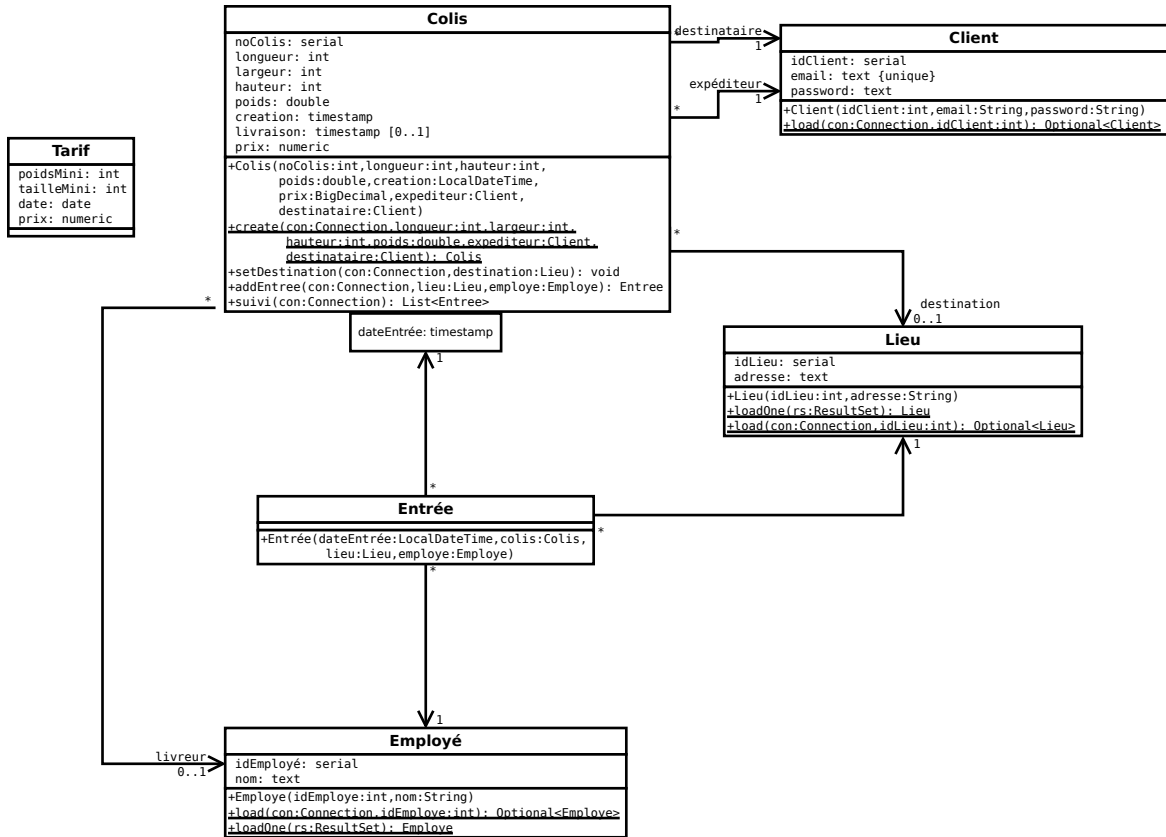 Colis
noColis: serial
longueur: int
largeur: int
hauteur: int
poids: double
creation: timestamp
livraison: timestamp [0..1]
prix: numeric
+Colis(noColis:int,longueur:int,hauteur:int,
poids:double,creation:LocalDateTime,
prix:BigDecimal,expediteur:Client,
destinataire:Client)
+create(con:Connection,longueur:int,largeur:int,
hauteur:int,poids:double,expediteur:Client,
destinataire:Client): Colis
+setDestination(con:Connection,destination:Lieu): void
+addEntree(con:Connection,lieu:Lieu,employe:Employe): Entree
+suivi(con:Connection): List<Entree>
dateEntrée: timestamp
*
destinataire
1
*
expéditeur
1
Client
idClient: serial
email: text {unique}
password: text
+Client(idClient:int,email:String,password:String)
+load(con:Connection,idClient:int): Optional<Client>
Tarif
poidsMini: int
tailleMini: int
date: date
prix: numeric
*
destination
0..1
Lieu
idLieu: serial
adresse: text
+Lieu(idLieu:int,adresse:String)
+loadOne(rs:ResultSet): Lieu
+load(con:Connection,idLieu:int): Optional<Lieu>
1
*
1
*
Entrée
+Entrée(dateEntrée:LocalDateTime,colis:Colis,
lieu:Lieu,employe:Employe)
*
*
1
*
livreur
0..1
Employé
idEmployé: serial
nom: text
+Employe(idEmploye:int,nom:String)
+load(con:Connection,idEmploye:int): Optional<Employe>
+loadOne(rs:ResultSet): Employe